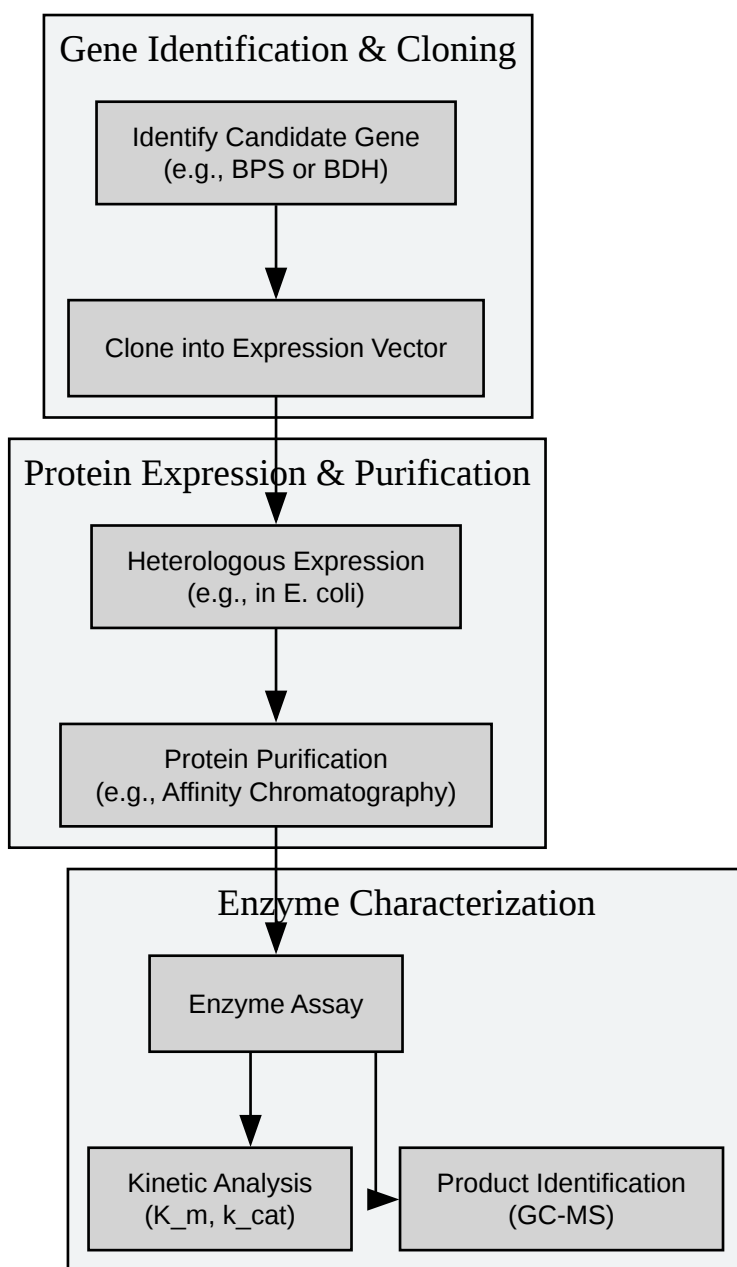 Gene Identification & Cloning
Identify Candidate Gene
(e.g., BPS or BDH)
Clone into Expression Vector
Protein Expression & Purification
Heterologous Expression
(e.g., in E. coli)
Protein Purification
(e.g., Affinity Chromatography)
Enzyme Characterization
Enzyme Assay
Kinetic Analysis
(K_m, k_cat)
Product Identification
(GC-MS)